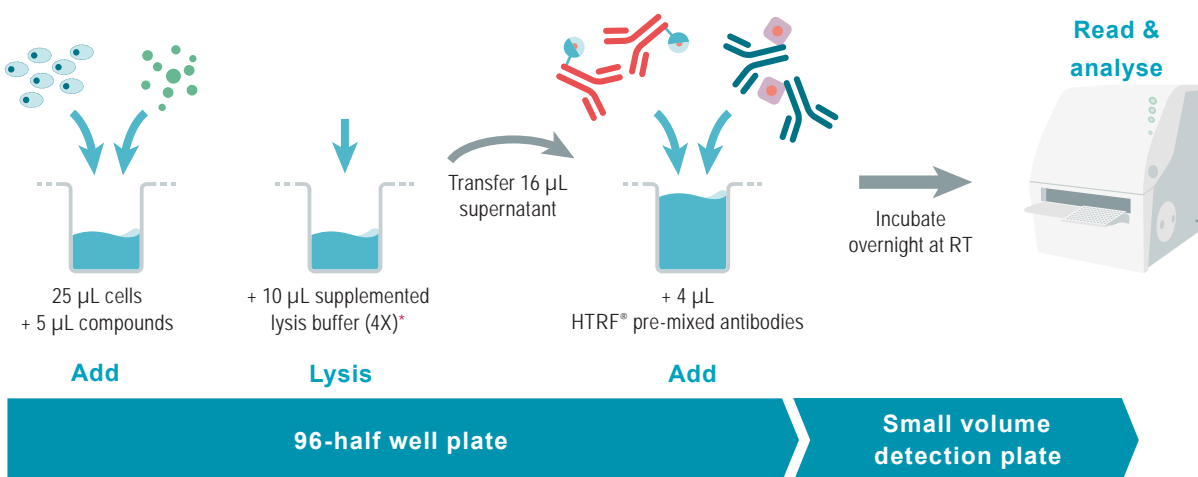 Read &
analyse
Transfer 16 µL
supernatant
Incubate
overnight at RT
25 µL cells
+ 5 µL compounds
+ 10 µL supplemented
lysis buffer (4X)*
+ 4 µL
HTRF® pre-mixed antibodies
Add
Lysis
Add
96-half well plate
Small volume
detection plate